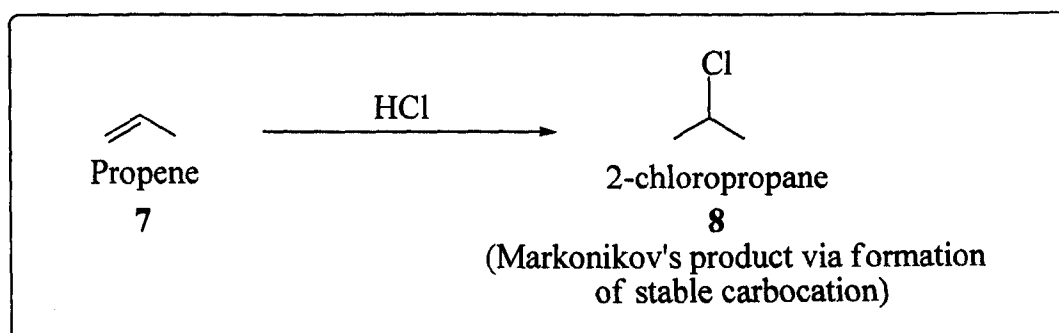 Cl
HCl
Propene
7
2-chloropropane
8
(Markonikov's product via formation
of stable carbocation)